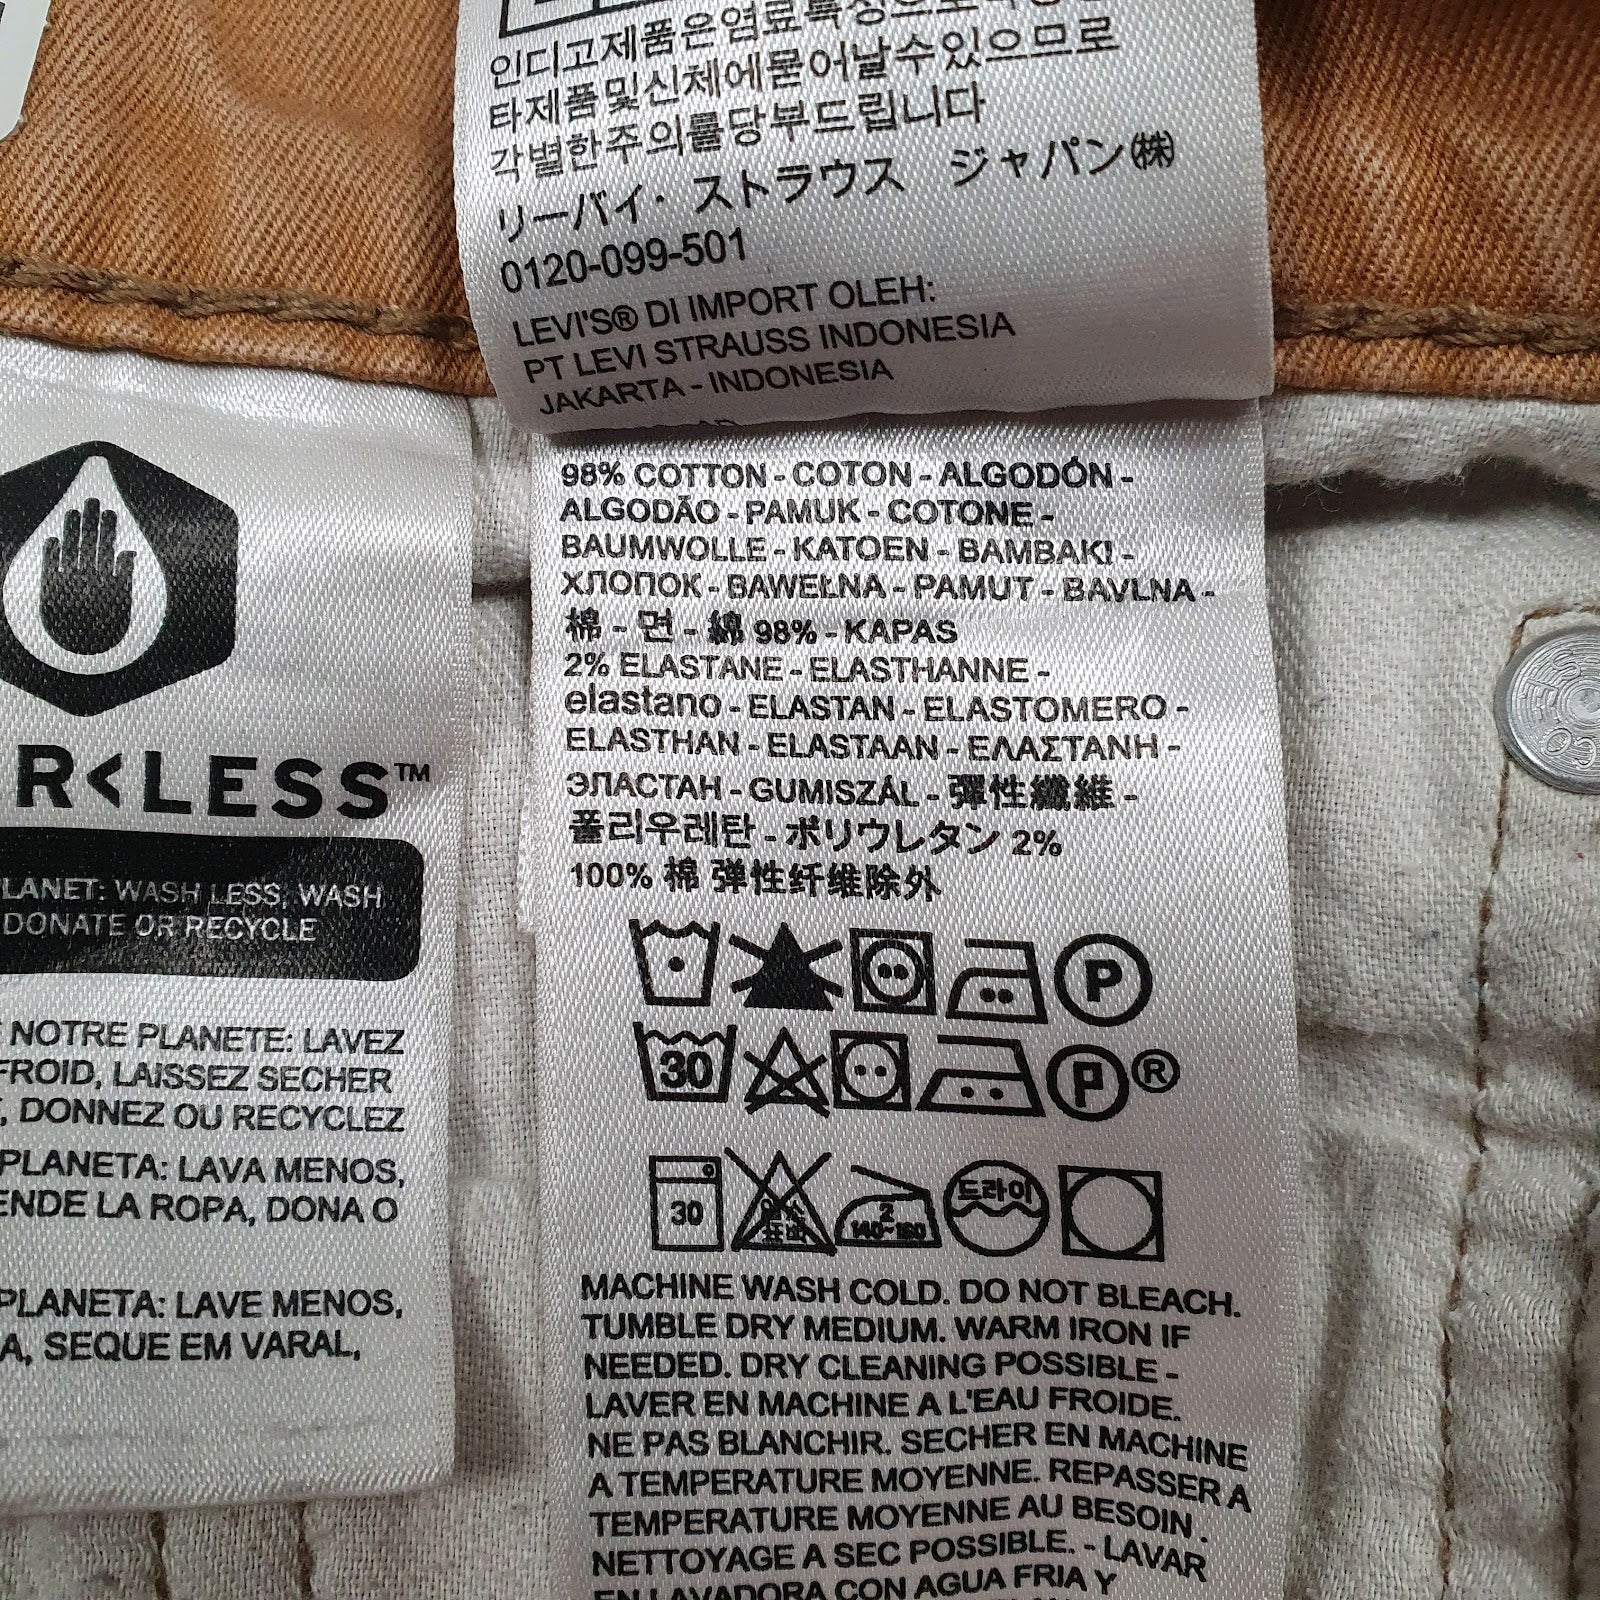 인디고제품은염료특성으로
타제품및신체에묻어날수있으므로
각별한주의를당부드립니다
リーバイ・ストラウス ジャパン㈱
0120-099-501
LEVI'S® DI IMPORT OLEH:
PT LEVI STRAUSS INDONESIA
JAKARTA - INDONESIA
98% COTTON - COTON - ALGODÓN -
ALGODÃO - PAMUK - COTONE -
BAUMWOLLE - KATOEN - BAMBAKI -
ХЛОПОК - BAWEŁNA - PAMUT - BAVLNA -
棉 - 면 - 綿 98% - KAPAS
2% ELASTANE - ELASTHANNE -
elastano - ELASTAN - ELASTOMERO -
ELASTHAN - ELASTAAN - ΕΛΑΣΤΑΝΗ -
ЭЛАСТАН - GUMISZÁL - 彈性纖維 -
폴리우레탄 - ポリウレタン 2%
100% 棉 弹性纤维除外
P
30 P ®
30 2 140~160 드라이
MACHINE WASH COLD. DO NOT BLEACH.
TUMBLE DRY MEDIUM. WARM IRON IF
NEEDED. DRY CLEANING POSSIBLE -
LAVER EN MACHINE A L'EAU FROIDE.
NE PAS BLANCHIR. SECHER EN MACHINE
A TEMPERATURE MOYENNE. REPASSER A
TEMPERATURE MOYENNE AU BESOIN .
NETTOYAGE A SEC POSSIBLE. - LAVAR
EN LAVADORA CON AGUA FRIA Y
R<LESS™
LANET: WASH LESS, WASH
DONATE OR RECYCLE
NOTRE PLANETE: LAVEZ
FROID, LAISSEZ SECHER
, DONNEZ OU RECYCLEZ
PLANETA: LAVA MENOS,
ENDE LA ROPA, DONA O
PLANETA: LAVE MENOS,
A, SEQUE EM VARAL,